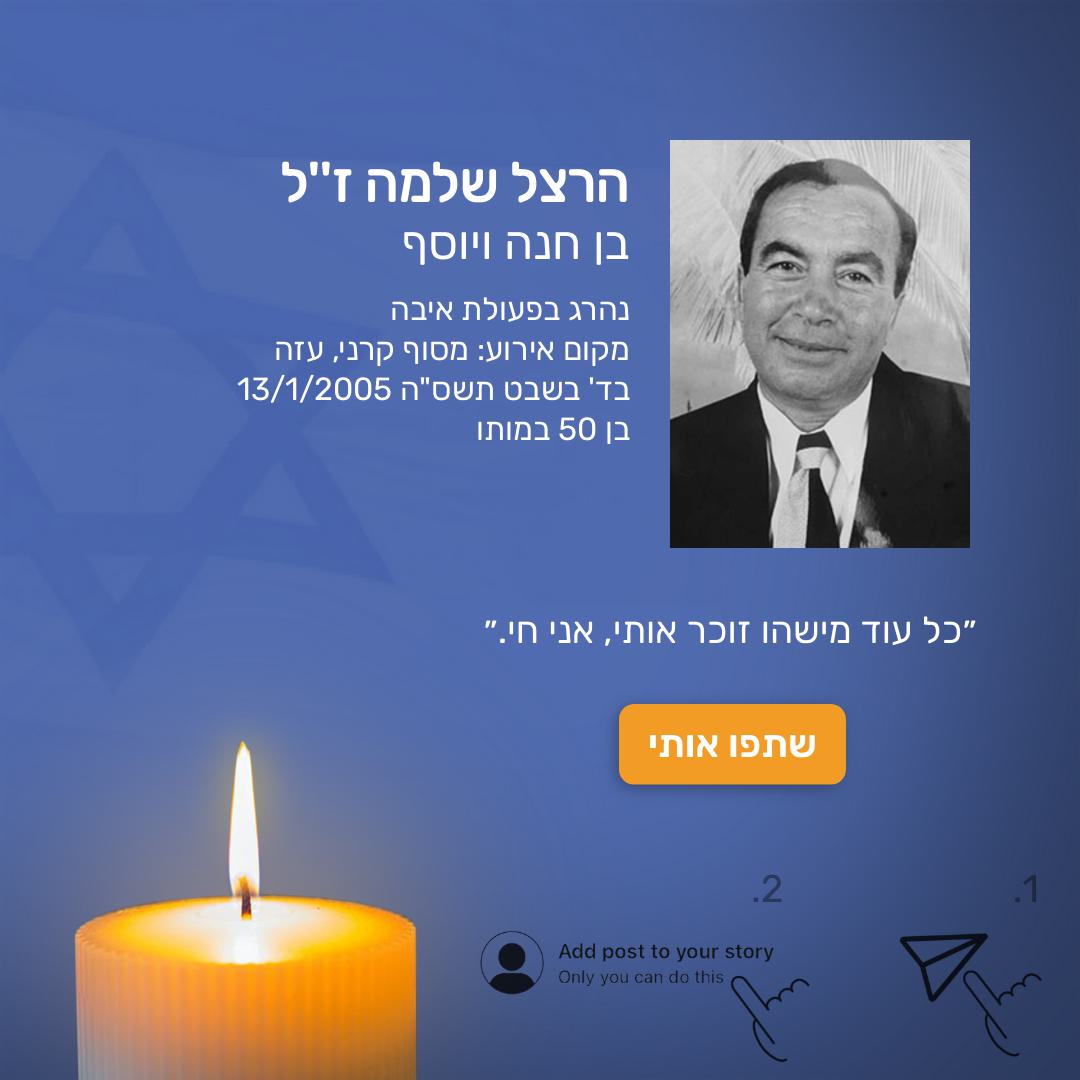 הרצל שלמה ז"ל
בן חנה ויוסף
נהרג בפעולת איבה
מקום אירוע: מסוף קרני, עזה
בד' בשבט תשס"ה 13/1/2005
בן 50 במותו
״כל עוד מישהו זוכר אותי, אני חי.״
שתפו אותי
1.
2.
Add post to your story
Only you can do this